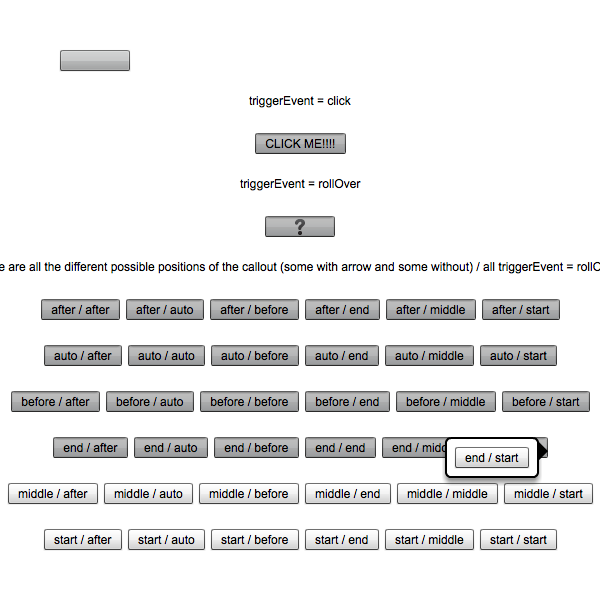 triggerEvent = click
CLICK ME!!!!
triggerEvent = rollOver
?
e are all the different possible positions of the callout (some with arrow and some without) / all triggerEvent = rollO
after / after after / auto after / before after / end after / middle after / start
auto / after auto / auto auto / before auto / end auto / middle auto / start
before / after before / auto before / before before / end before / middle before / start
end / after end / auto end / before end / end end / midd
end / start
middle / after middle / auto middle / before middle / end middle / middle middle / start
start / after start / auto start / before start / end start / middle start / start